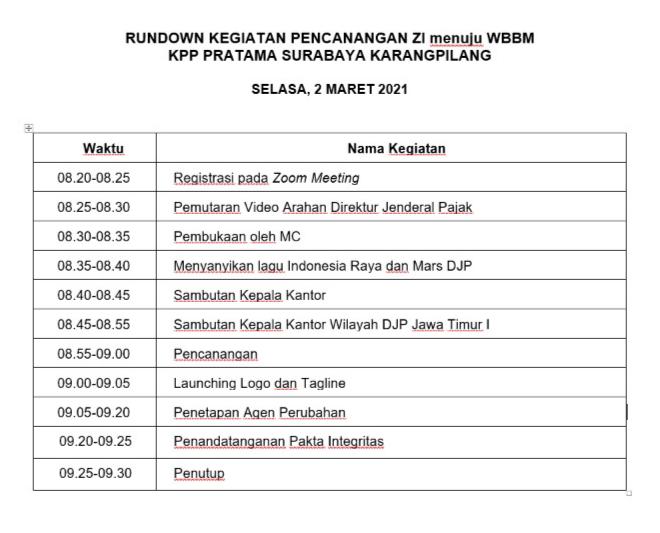 RUNDOWN KEGIATAN PENCANANGAN ZI menuju WBBM
KPP PRATAMA SURABAYA KARANGPILANG
SELASA, 2 MARET 2021
Waktu Nama Kegiatan
08.20-08.25 Registrasi pada Zoom Meeting
08.25-08.30 Pemutaran Video Arahan Direktur Jenderal Pajak
08.30-08.35 Pembukaan oleh MC
08.35-08.40 Menyanyikan lagu Indonesia Raya dan Mars DJP
08.40-08.45 Sambutan Kepala Kantor
08.45-08.55 Sambutan Kepala Kantor Wilayah DJP Jawa Timur I
08.55-09.00 Pencanangan
09.00-09.05 Launching Logo dan Tagline
09.05-09.20 Penetapan Agen Perubahan
09.20-09.25 Penandatanganan Pakta Integritas
09.25-09.30 Penutup